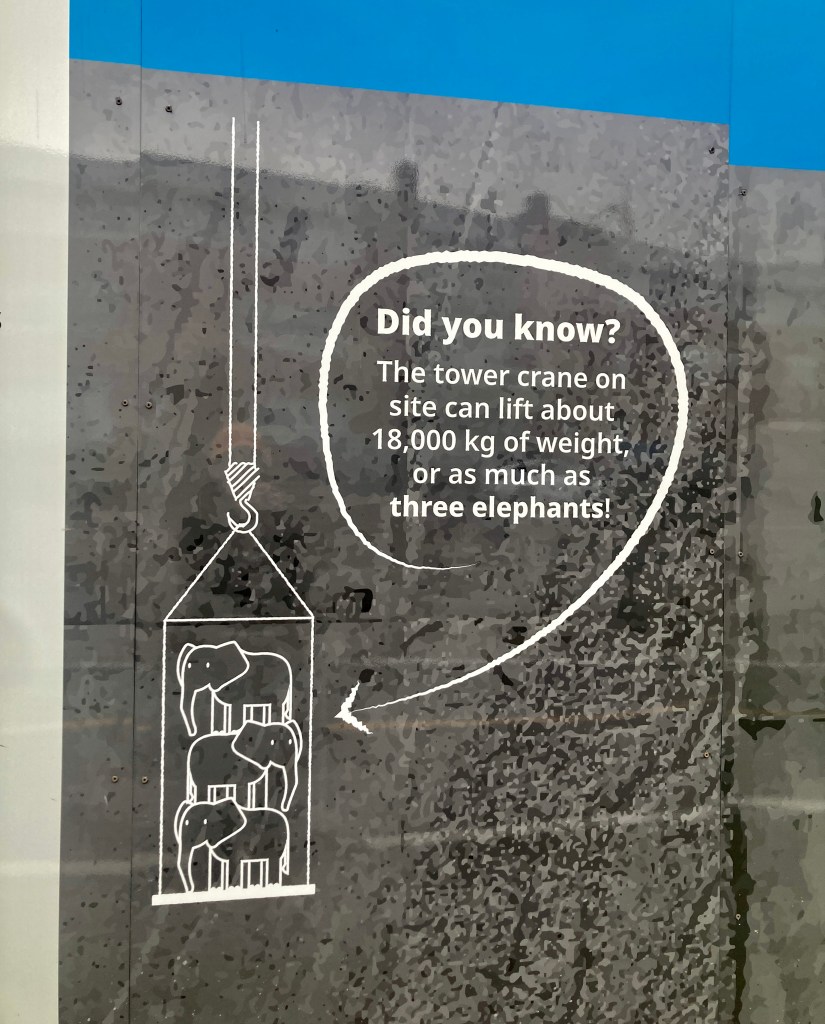 Did you know?
The tower crane on
site can lift about
18,000 kg of weight,
or as much as
three elephants!